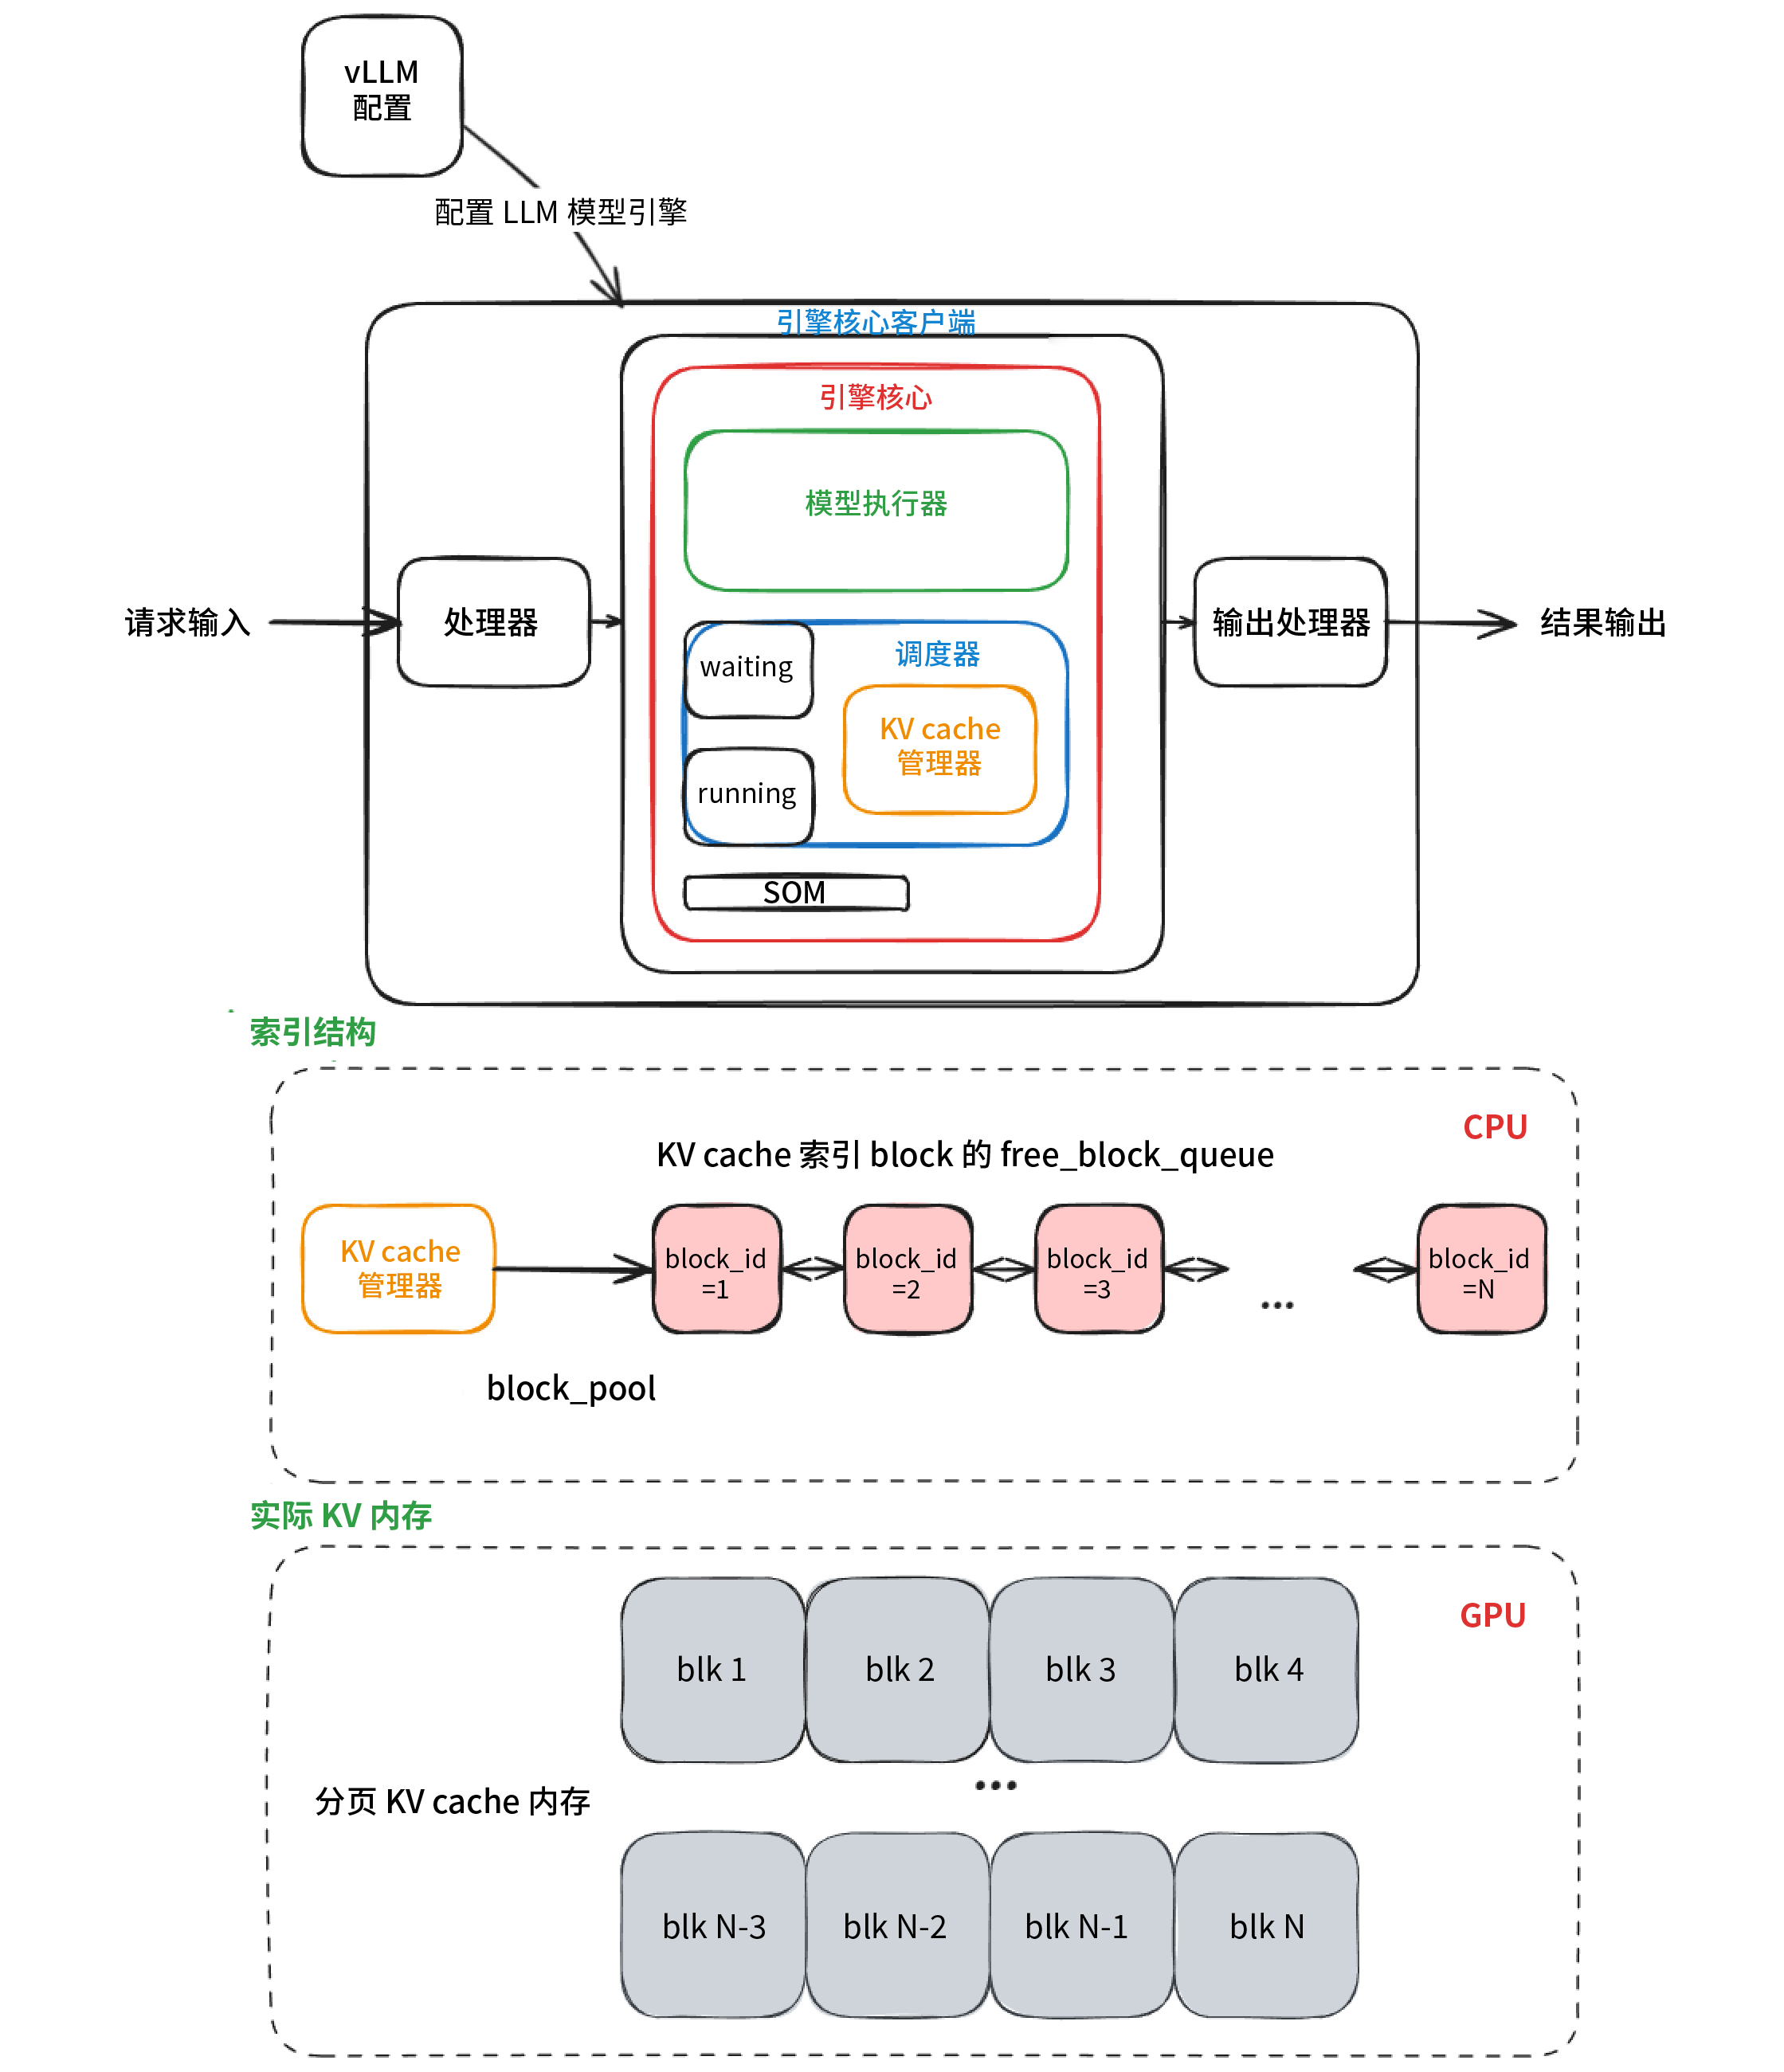 vLLM
配置
配置 LLM 模型引擎
引擎核心客户端
引擎核心
模型执行器
请求输入
处理器
waiting
调度器
KV cache
管理器
running
SOM
输出处理器
结果输出
索引结构
CPU
KV cache 索引 block 的 free_block_queue
KV cache
管理器
block_id
=1
block_id
=2
block_id
=3
...
block_id
=N
block_pool
实际 KV 内存
GPU
blk 1
blk 2
blk 3
blk 4
...
分页 KV cache 内存
blk N-3
blk N-2
blk N-1
blk N